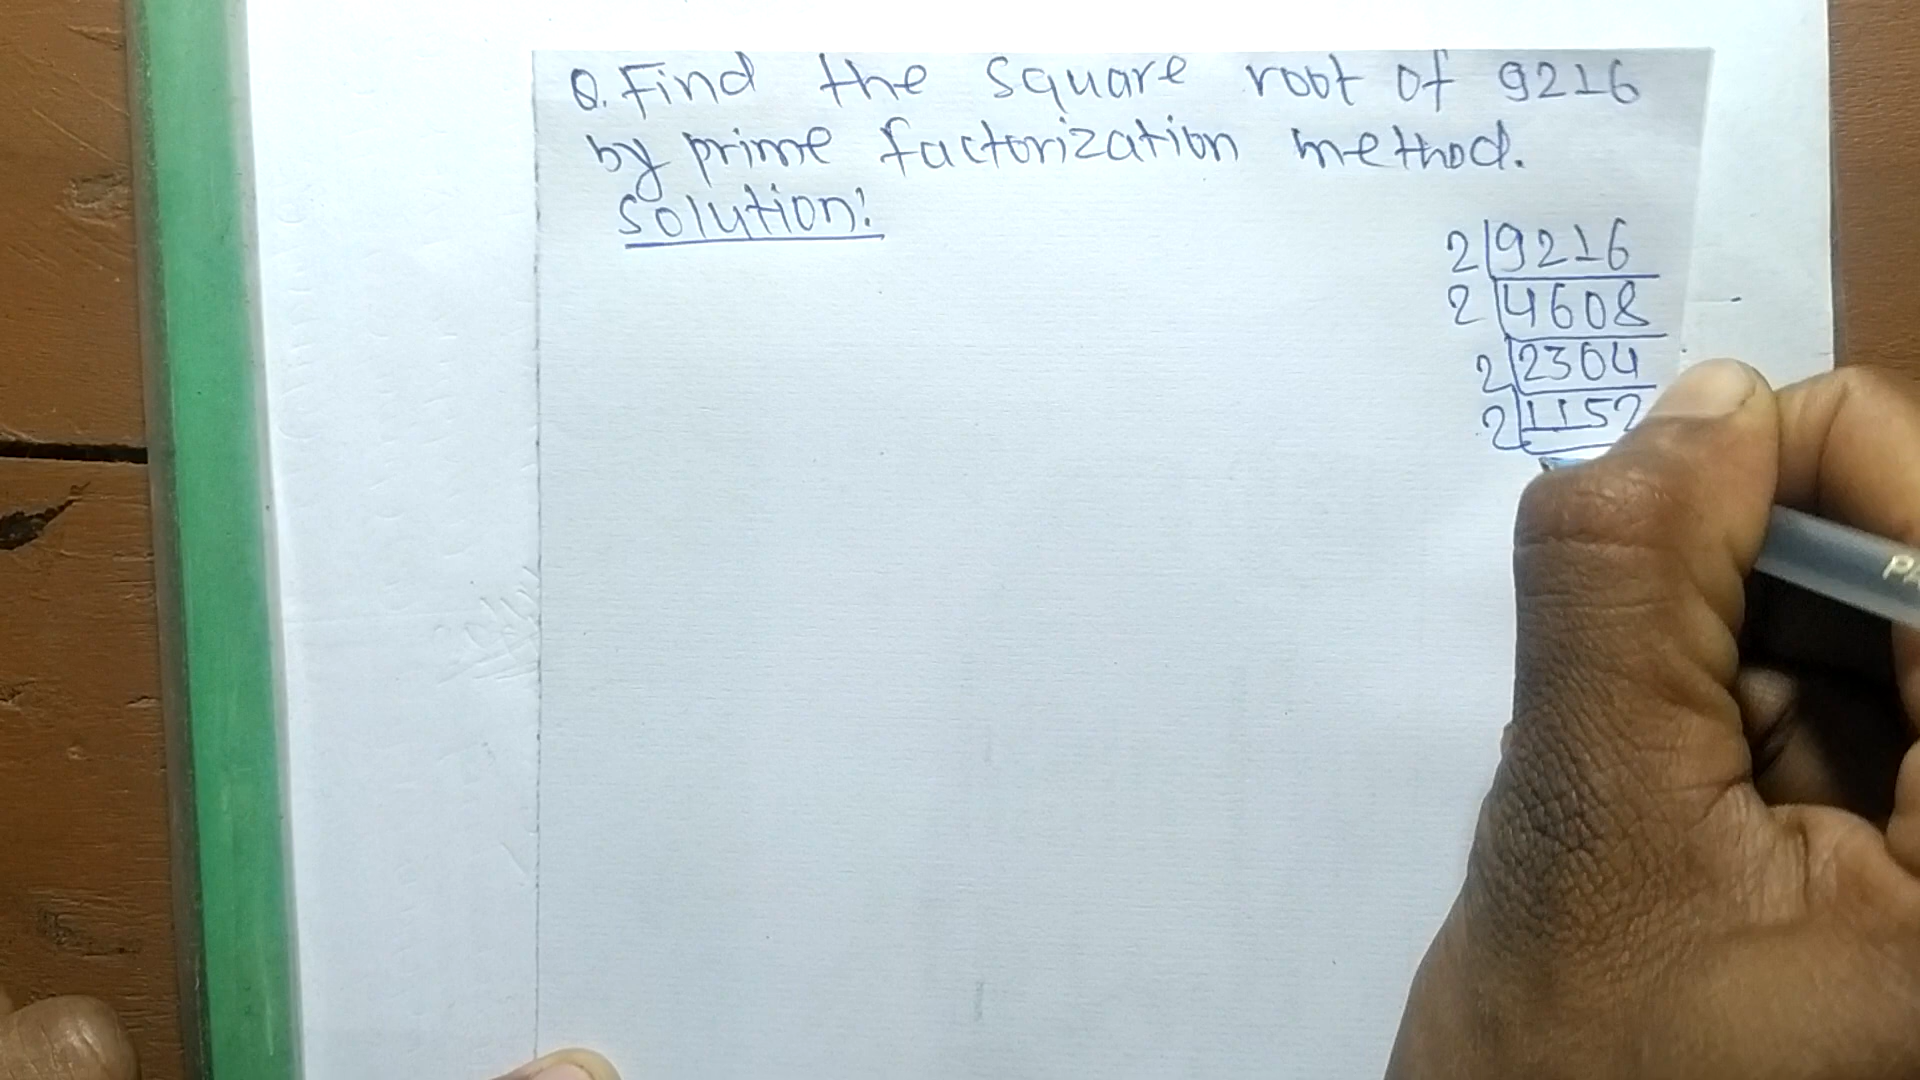 Q. Find the square root of 9216
by prime factorization method.
Solution:
2 9216
2 4608
2 2304
2 1152
PA